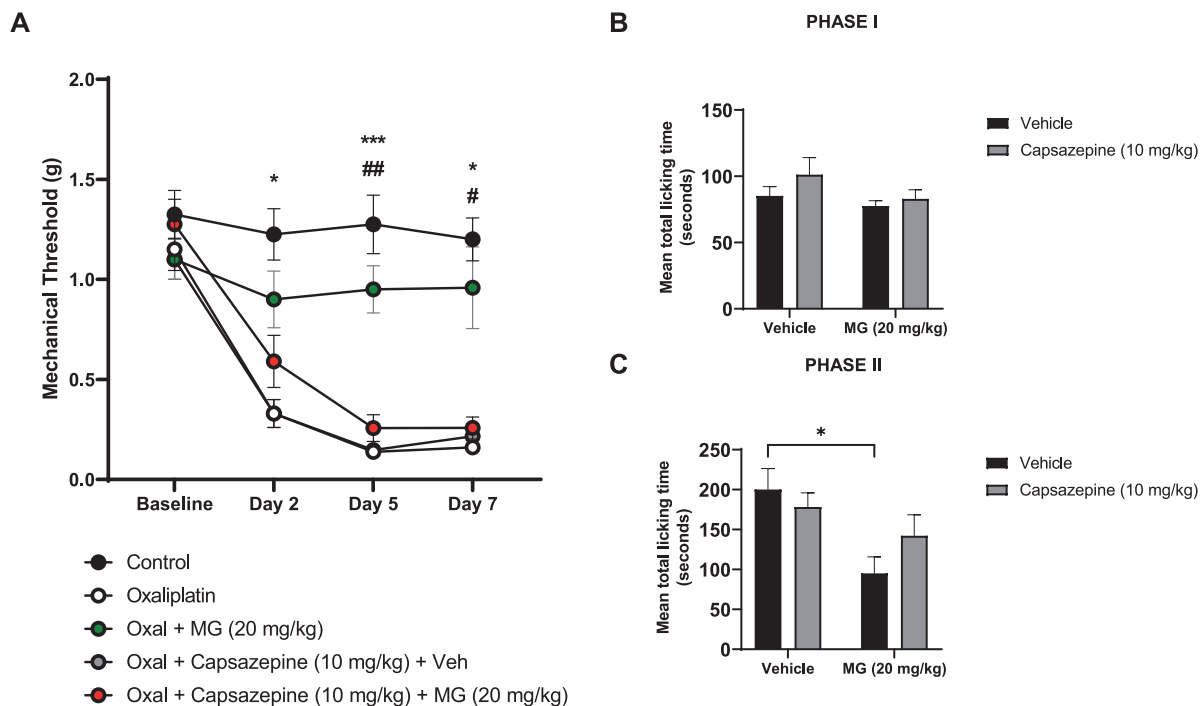 A
Mechanical Threshold (g)
2.0
1.5
1.0
0.5
0.0
*
***
##
*
#
Baseline
Day 2
Day 5
Day 7
Control
Oxaliplatin
Oxal + MG (20 mg/kg)
Oxal + Capsazepine (10 mg/kg) + Veh
Oxal + Capsazepine (10 mg/kg) + MG (20 mg/kg)
B
PHASE I
Mean total licking time
(seconds)
150
100
50
0
Vehicle
MG (20 mg/kg)
Vehicle
Capsazepine (10 mg/kg)
C
PHASE II
Mean total licking time
(seconds)
250
200
150
100
50
0
*
Vehicle
MG (20 mg/kg)
Vehicle
Capsazepine (10 mg/kg)